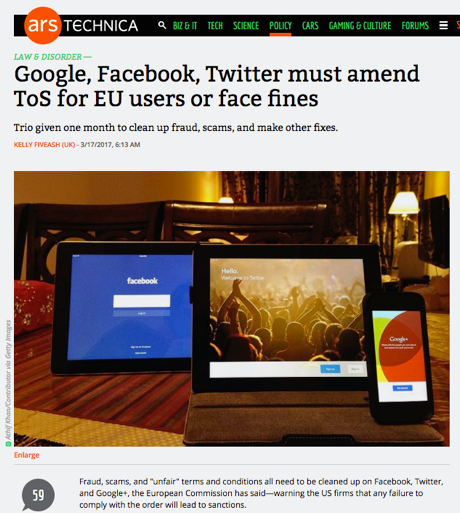 ars TECHNICA
BIZ & IT TECH SCIENCE POLICY CARS GAMING & CULTURE FORUMS
LAW & DISORDER —
Google, Facebook, Twitter must amend
ToS for EU users or face fines
Trio given one month to clean up fraud, scams, and make other fixes.
KELLY FIVEASH (UK) - 3/17/2017, 6:13 AM
facebook
Hello.
Welcome to Twitter.
Google+
Athif Khan/Contributor via Getty Images
Enlarge
59
Fraud, scams, and "unfair" terms and conditions all need to be cleaned up on Facebook, Twitter,
and Google+, the European Commission has said—warning the US firms that any failure to
comply with the order will lead to sanctions.